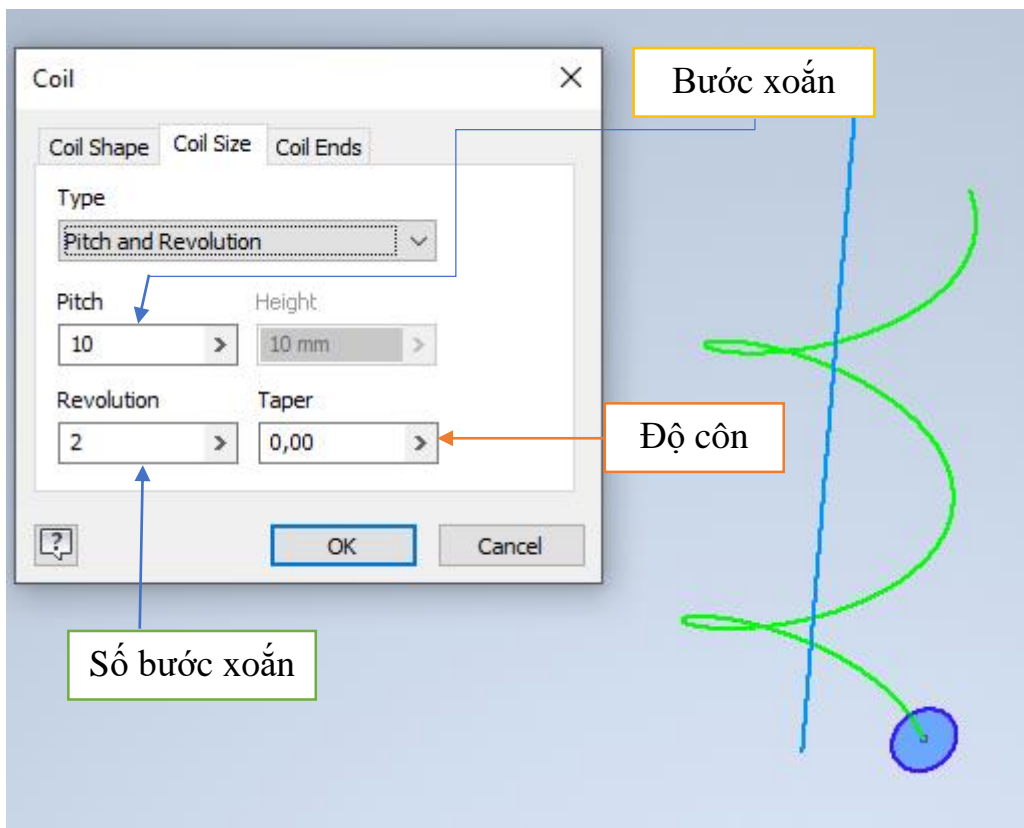 Coil
Bước xoắn
Coil Shape Coil Size Coil Ends
Type
Pitch and Revolution
Pitch Height
10 > 10 mm >
Revolution Taper
2 > 0,00 >
Độ côn
? OK Cancel
Số bước xoắn